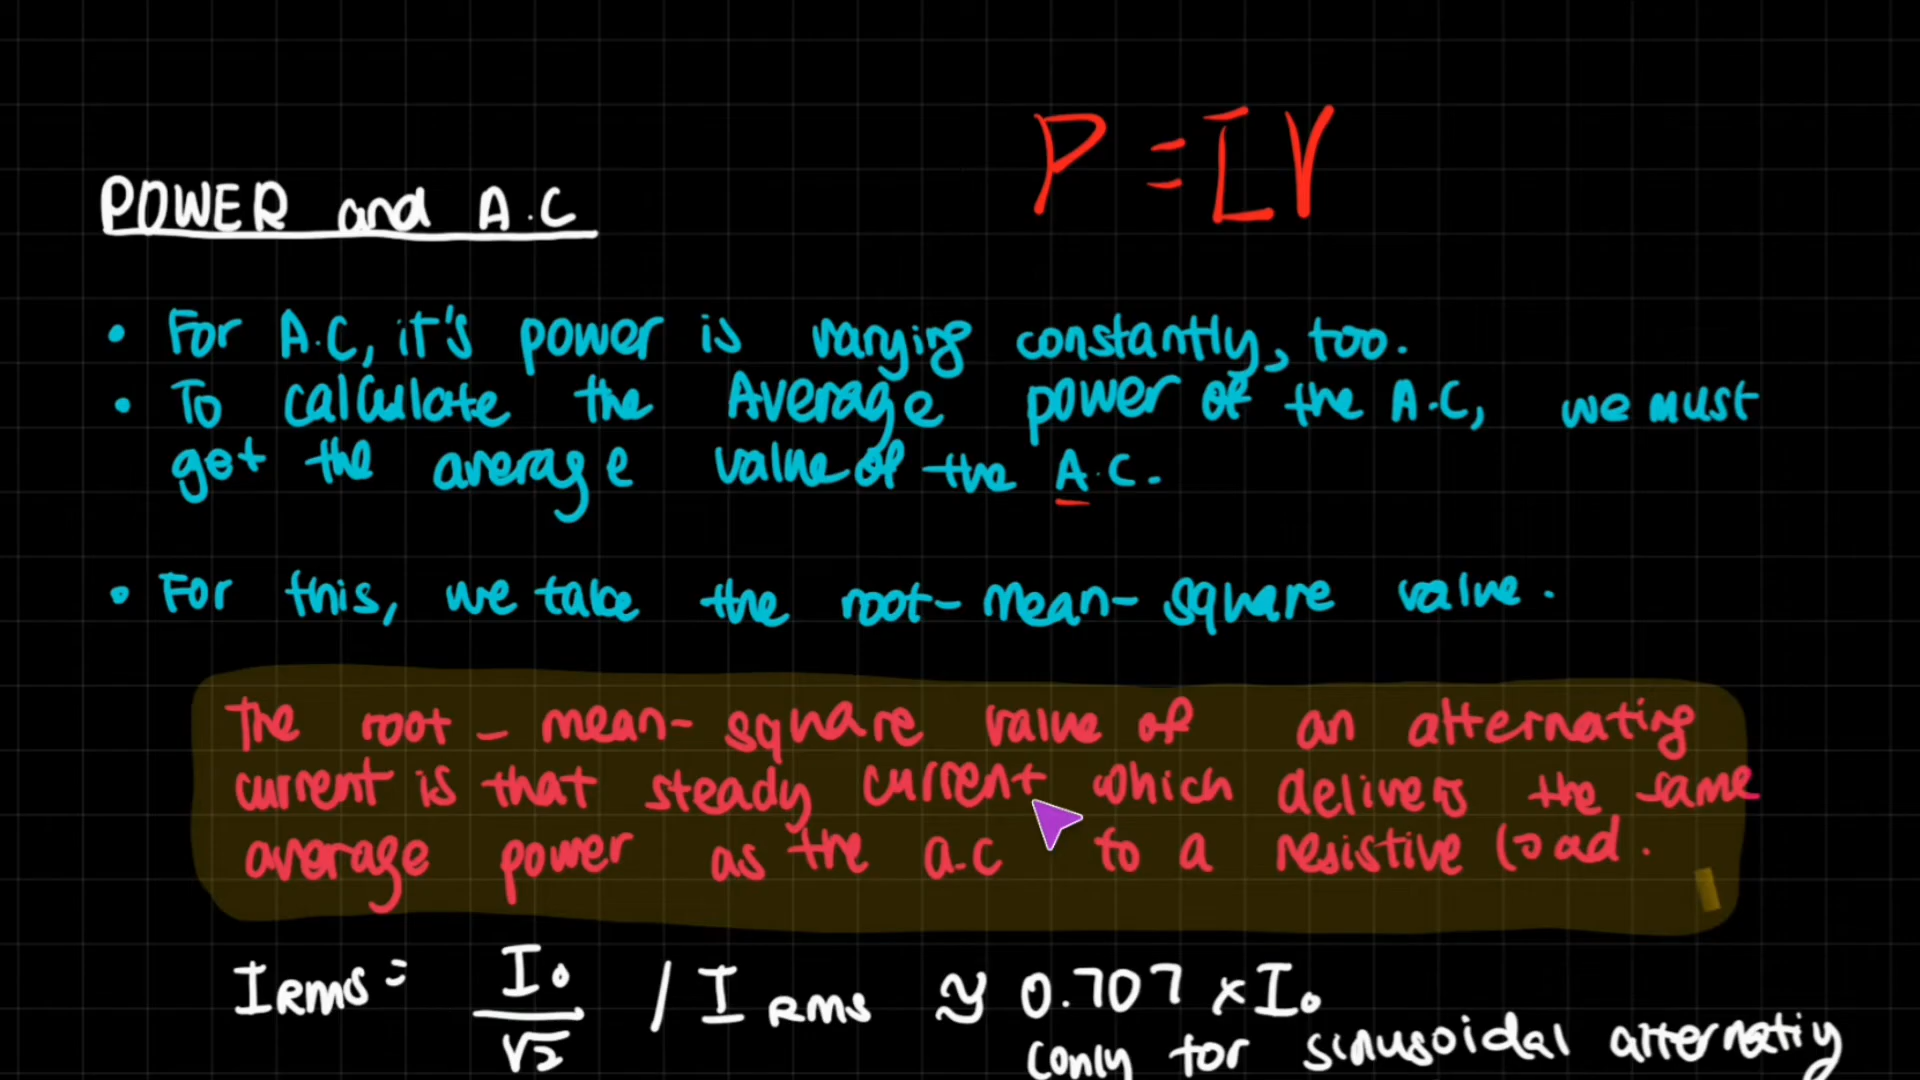 P = IV
POWER and A.C
• For A.C, it's power is varying constantly, too.
• To calculate the Average power of the A.C, we must
get the average value of the A.C.
• For this, we take the root-mean-square value.
The root-mean-square value of an alternating
current is that steady current which delivers the same
average power as the a.c to a resistive load.
IRMS = I₀/√2 / IRMS ≈ 0.707 × I₀
(only for sinusoidal